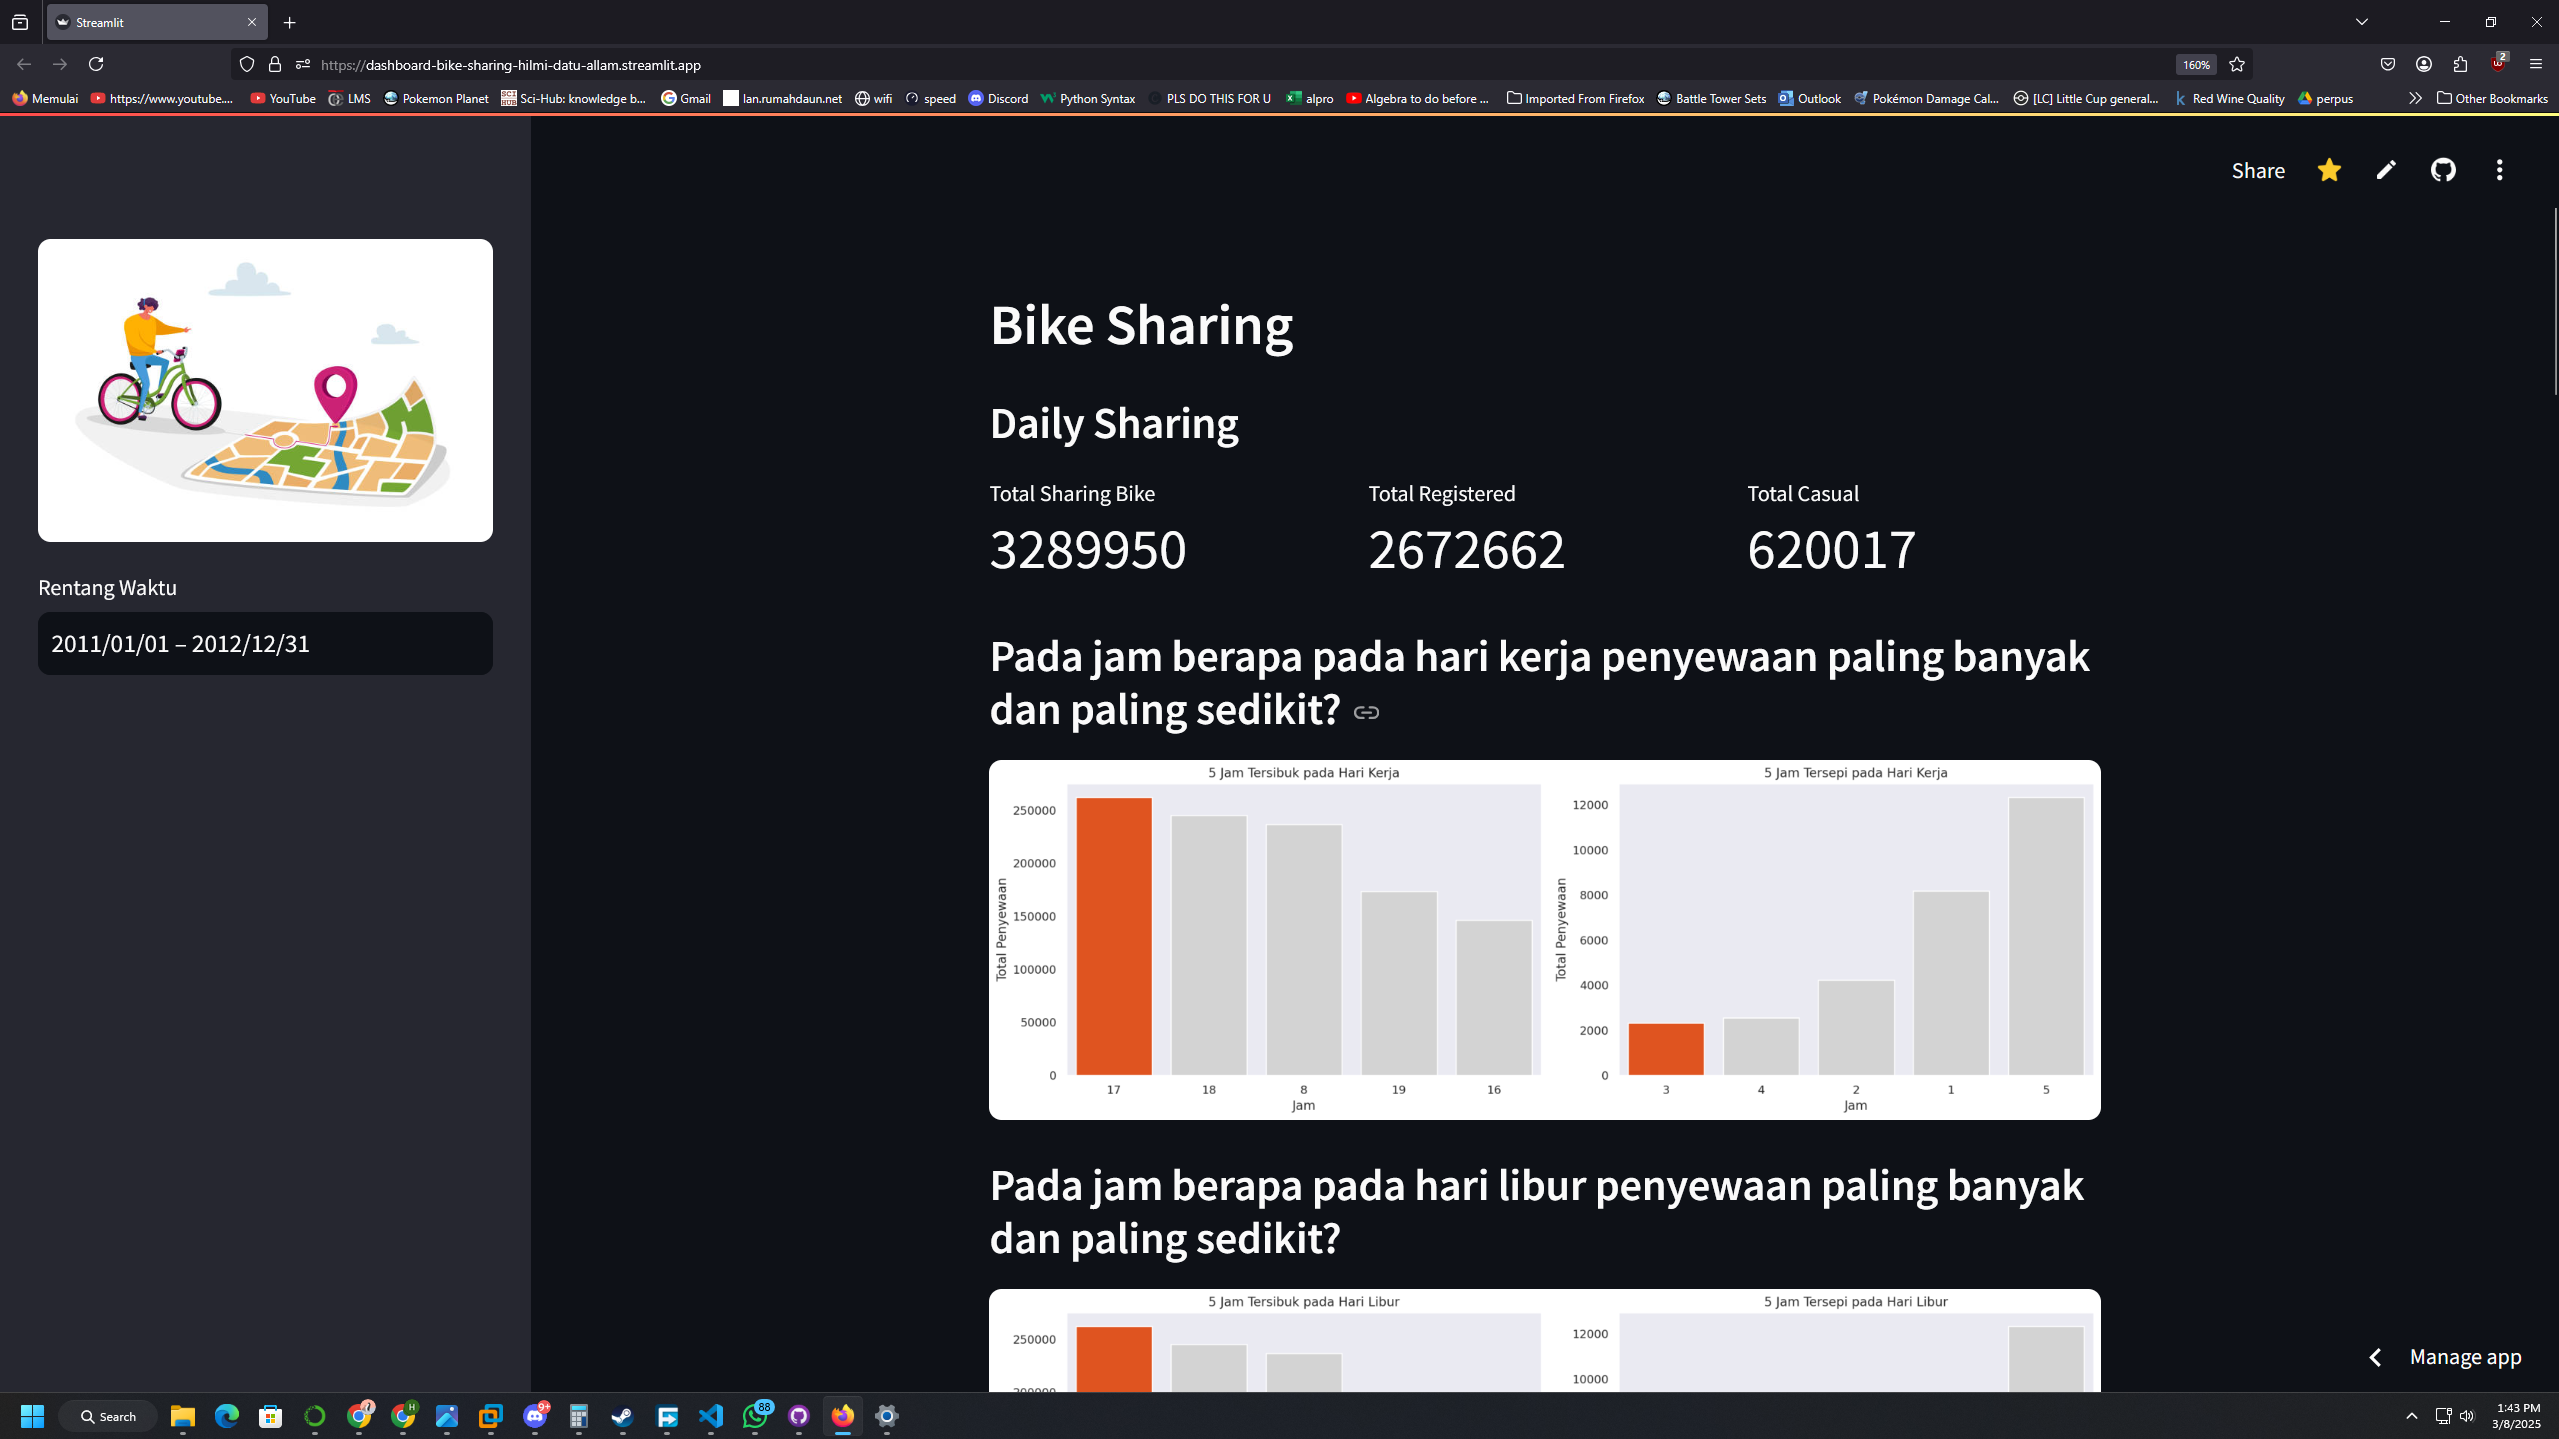 Streamlit
https://dashboard-bike-sharing-hilmi-datu-allam.streamlit.app
160%
2
Memulai
https://www.youtube....
YouTube
LMS
Pokemon Planet
Sci-Hub: knowledge b...
Gmail
lan.rumahdaun.net
wifi
speed
Discord
Python Syntax
PLS DO THIS FOR U
alpro
Algebra to do before ...
Imported From Firefox
Battle Tower Sets
Outlook
Pokémon Damage Cal...
[LC] Little Cup general...
Red Wine Quality
perpus
Other Bookmarks
Share
Rentang Waktu
2011/01/01 – 2012/12/31
Bike Sharing
Daily Sharing
Total Sharing Bike
3289950
Total Registered
2672662
Total Casual
620017
Pada jam berapa pada hari kerja penyewaan paling banyak
dan paling sedikit?
5 Jam Tersibuk pada Hari Kerja
Total Penyewaan
250000
200000
150000
100000
50000
0
17 18 8 19 16
Jam
5 Jam Tersepi pada Hari Kerja
Total Penyewaan
12000
10000
8000
6000
4000
2000
0
3 4 2 1 5
Jam
Pada jam berapa pada hari libur penyewaan paling banyak
dan paling sedikit?
5 Jam Tersibuk pada Hari Libur
250000
200000
5 Jam Tersepi pada Hari Libur
12000
10000
Manage app
Search
9+
88
1:43 PM
3/8/2025